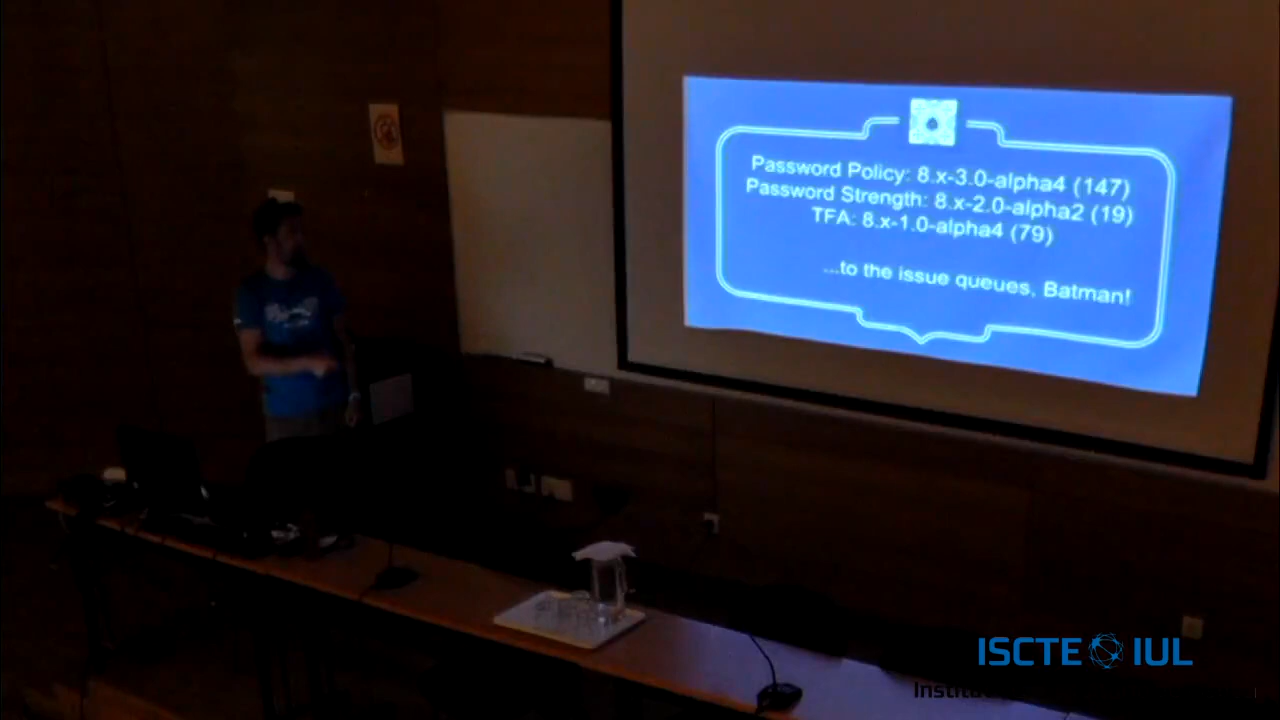 Password Policy: 8.x-3.0-alpha4 (147)
Password Strength: 8.x-2.0-alpha2 (19)
TFA: 8.x-1.0-alpha4 (79)
...to the issue queues, Batman!
ISCTE IUL